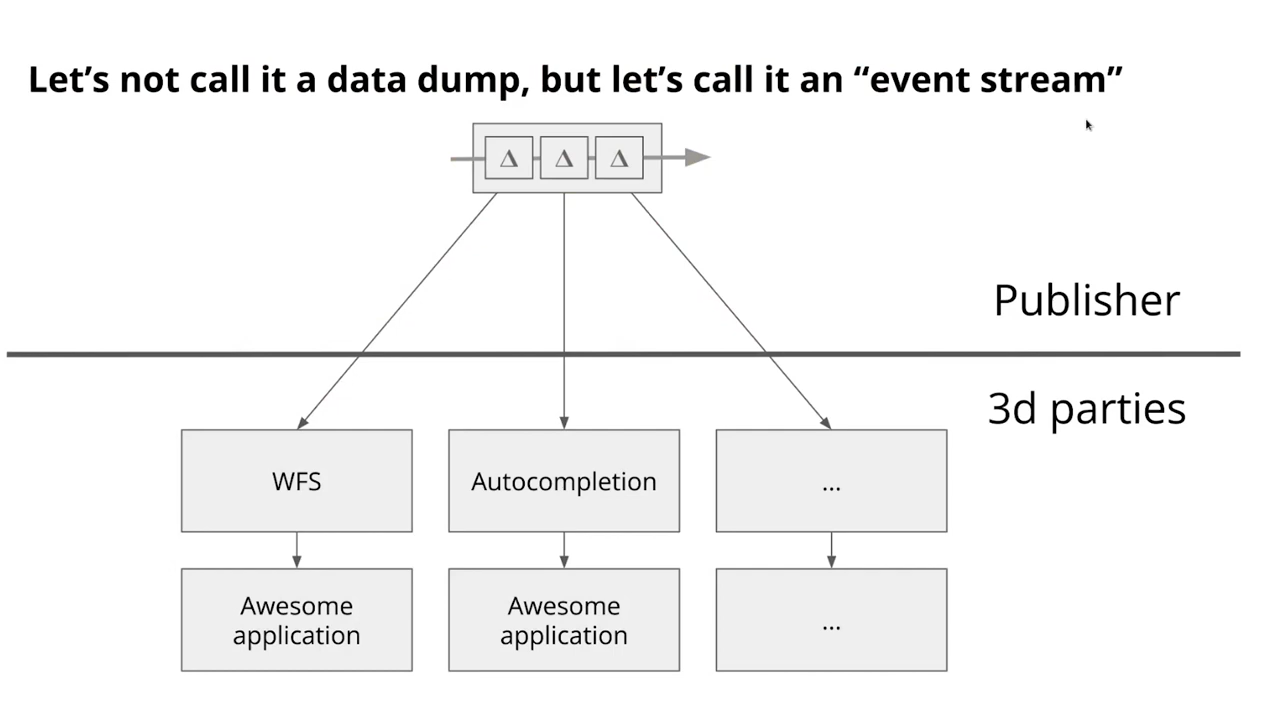 Let’s not call it a data dump, but let’s call it an “event stream”
Δ Δ Δ
Publisher
3d parties
WFS
Autocompletion
...
Awesome
application
Awesome
application
...